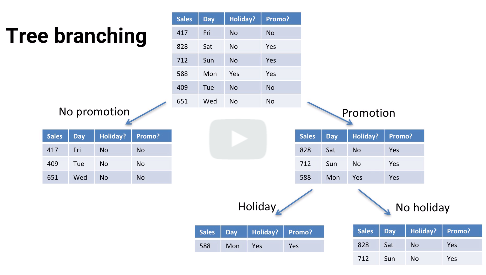 Tree branching
Sales Day Holiday? Promo?
417 Fri No No
828 Sat No Yes
712 Sun No Yes
588 Mon Yes Yes
409 Tue No No
651 Wed No No
No promotion
Promotion
Sales Day Holiday? Promo?
417 Fri No No
409 Tue No No
651 Wed No No
Sales Day Holiday? Promo?
828 Sat No Yes
712 Sun No Yes
588 Mon Yes Yes
Holiday
No holiday
Sales Day Holiday? Promo?
588 Mon Yes Yes
Sales Day Holiday? Promo?
828 Sat No Yes
712 Sun No Yes